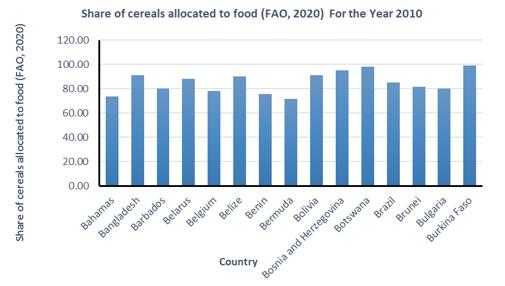 Share of cereals allocated to food (FAO, 2020)  For the Year 2010
Share of cereals allocated to food (FAO, 2020)
120.00
100.00
80.00
60.00
40.00
20.00
0.00
Bahamas
Bangladesh
Barbados
Belarus
Belgium
Belize
Benin
Bermuda
Bolivia
Bosnia and Herzegovina
Botswana
Brazil
Brunei
Bulgaria
Burkina Faso
Country